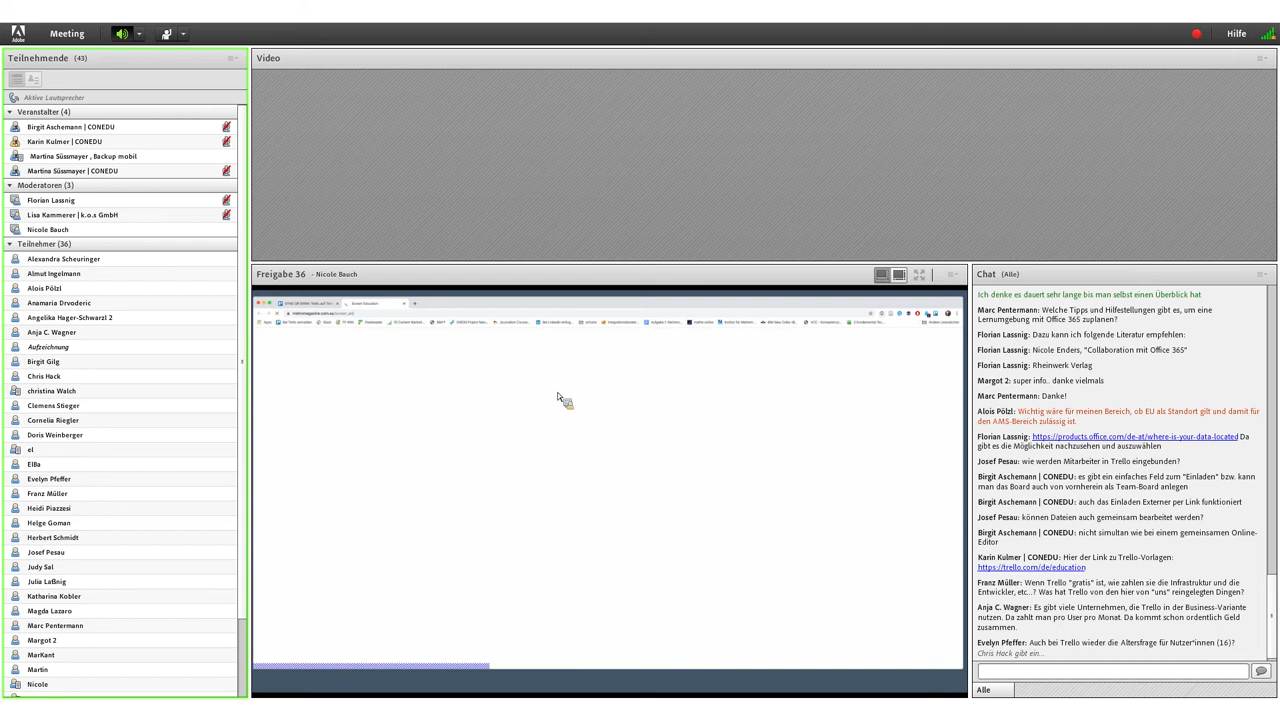 Adobe
Meeting
Hilfe
Teilnehmende (43)
Aktive Lautsprecher
Veranstalter (4)
Birgit Aschemann | CONEDU
Karin Kulmer | CONEDU
Martina Süssmayer , Backup mobil
Martina Süssmayer | CONEDU
Moderatoren (3)
Florian Lassnig
Lisa Kammerer | k.o.s GmbH
Nicole Bauch
Teilnehmer (36)
Alexandra Scheuringer
Almut Ingelmann
Alois Pölzl
Anamaria Drvoderic
Angelika Hager-Schwarzl 2
Anja C. Wagner
Aufzeichnung
Birgit Gilg
Chris Hack
christina Walch
Clemens Stieger
Cornelia Riegler
Doris Weinberger
el
ElBa
Evelyn Pfeffer
Franz Müller
Heidi Piazzesi
Helge Goman
Herbert Schmidt
Josef Pesau
Judy Sal
Julia Laßnig
Katharina Kobler
Magda Lazaro
Marc Pentermann
Margot 2
MarKant
Martin
Nicole
Video
Freigabe 36 - Nicole Bauch
Screen Education
Chat (Alle)
Ich denke es dauert sehr lange bis man selbst einen Überblick hat
Marc Pentermann: Welche Tipps und Hilfestellungen gibt es, um eine
Lernumgebung mit Office 365 zuplanen?
Florian Lassnig: Dazu kann ich folgende Literatur empfehlen:
Florian Lassnig: Nicole Enders, "Collaboration mit Office 365"
Florian Lassnig: Rheinwerk Verlag
Margot 2: super info.. danke vielmals
Marc Pentermann: Danke!
Alois Pölzl: Wichtig wäre für meinen Bereich, ob EU als Standort gilt und damit für
den AMS-Bereich zulässig ist.
Florian Lassnig: https://products.office.com/de-at/where-is-your-data-located Da
gibt es die Möglichkeit nachzusehen und auszuwählen
Josef Pesau: wie werden Mitarbeiter in Trello eingebunden?
Birgit Aschemann | CONEDU: es gibt ein einfaches Feld zum "Einladen" bzw. kann
man das Board auch von vornherein als Team-Board anlegen
Birgit Aschemann | CONEDU: auch das Einladen Externer per Link funktioniert
Josef Pesau: können Dateien auch gemeinsam bearbeitet werden?
Birgit Aschemann | CONEDU: nicht simultan wie bei einem gemeinsamen Online-
Editor
Karin Kulmer | CONEDU: Hier der Link zu Trello-Vorlagen:
https://trello.com/de/education
Franz Müller: Wenn Trello "gratis" ist, wie zahlen sie die Infrastruktur und die
Entwickler, etc...? Was hat Trello von den hier von "uns" reingelegten Dingen?
Anja C. Wagner: Es gibt viele Unternehmen, die Trello in der Business-Variante
nutzen. Da zahlt man pro User pro Monat. Da kommt schon ordentlich Geld
zusammen.
Evelyn Pfeffer: Auch bei Trello wieder die Altersfrage für Nutzer*innen (16)?
Chris Hack gibt ein...
Alle